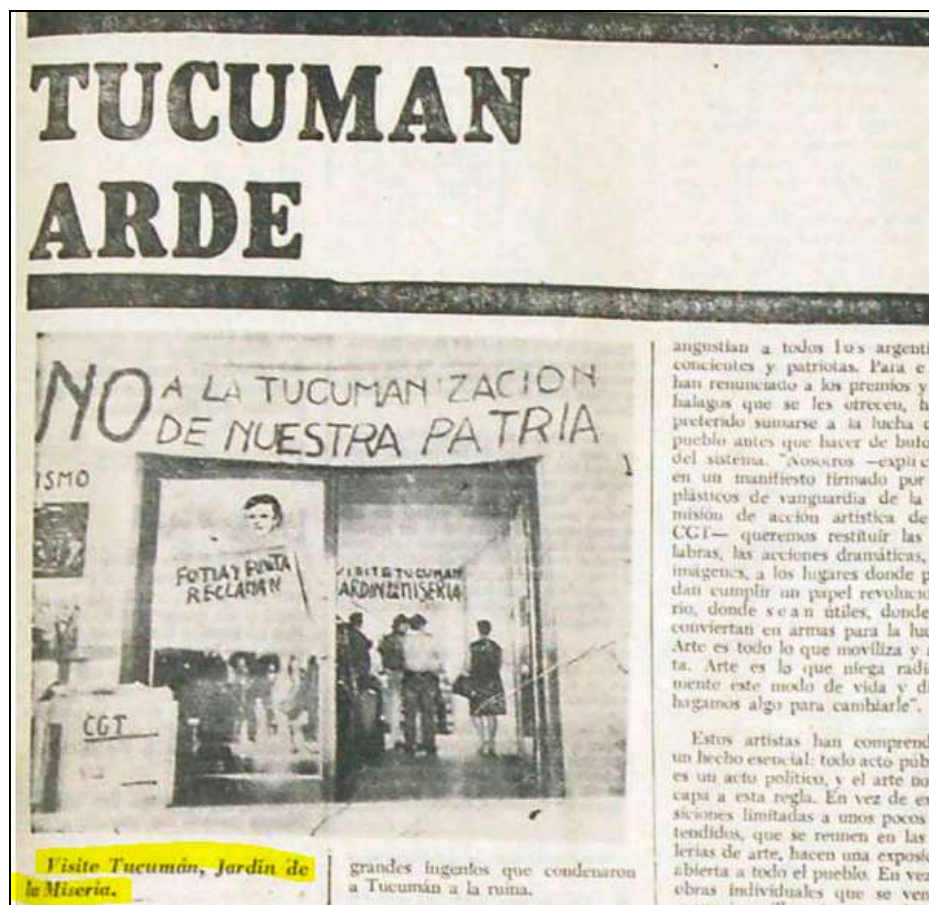 TUCUMAN
ARDE
NO A LA TUCUMAN ZACION
DE NUESTRA PATRIA
ISMO
FOTIA Y FUNTA
RECLAMAN
VISITE TUCUMAN
JARDIN DE LA MISERIA
CGT
Visite Tucumán, Jardín de
la Miseria.
grandes ingenios que condenaron
a Tucumán a la ruina.
angustian a todos los argenti
concientes y patriotas. Para e
han renunciado a los premios y
halagos que se les ofrecen, h
preferido sumarse a la lucha d
pueblo antes que hacer de bufo
del sistema. "Nosotros —explic
en un manifiesto firmado por
plásticos de vanguardia de la
misión de acción artística de
CGT— queremos restituir las
labras, las acciones dramáticas,
imágenes, a los lugares donde p
dan cumplir un papel revolucio
rio, donde sean útiles, donde
conviertan en armas para la luc
Arte es todo lo que moviliza y a
ta. Arte es lo que niega radi
mente este modo de vida y di
hagamos algo para cambiarle".
Estos artistas han comprend
un hecho esencial: todo acto púb
es un acto político, y el arte no
capa a esta regla. En vez de ex
siciones limitadas a unos pocos
tendidos, que se reunen en las
lerías de arte, hacen una exposic
abierta a todo el pueblo. En vez
obras individuales que se ven